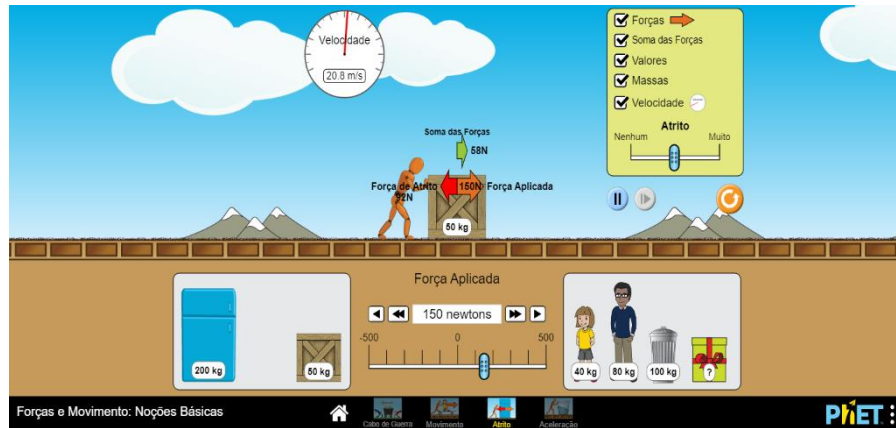 Velocidade
20.8 m/s
Forças
Soma das Forças
Valores
Massas
Velocidade
Atrito
Nenhum
Muito
Soma das Forças
58N
Força de Atrito
92N
150N
Força Aplicada
50 kg
Força Aplicada
150 newtons
-500
0
500
200 kg
50 kg
40 kg
80 kg
100 kg
?
Forças e Movimento: Noções Básicas
Cabo de Guerra
Movimento
Atrito
Aceleração
PhET